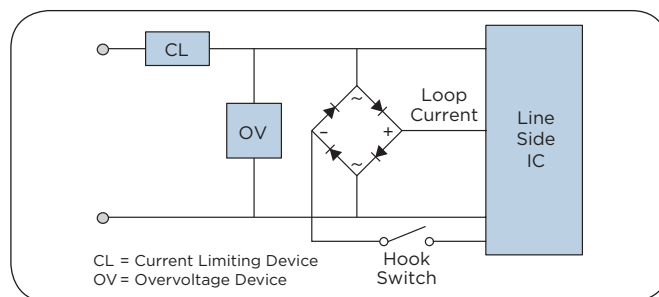 CL
OV
~
-
+
~
Loop
Current
Line
Side
IC
Hook
Switch
CL = Current Limiting Device
OV = Overvoltage Device